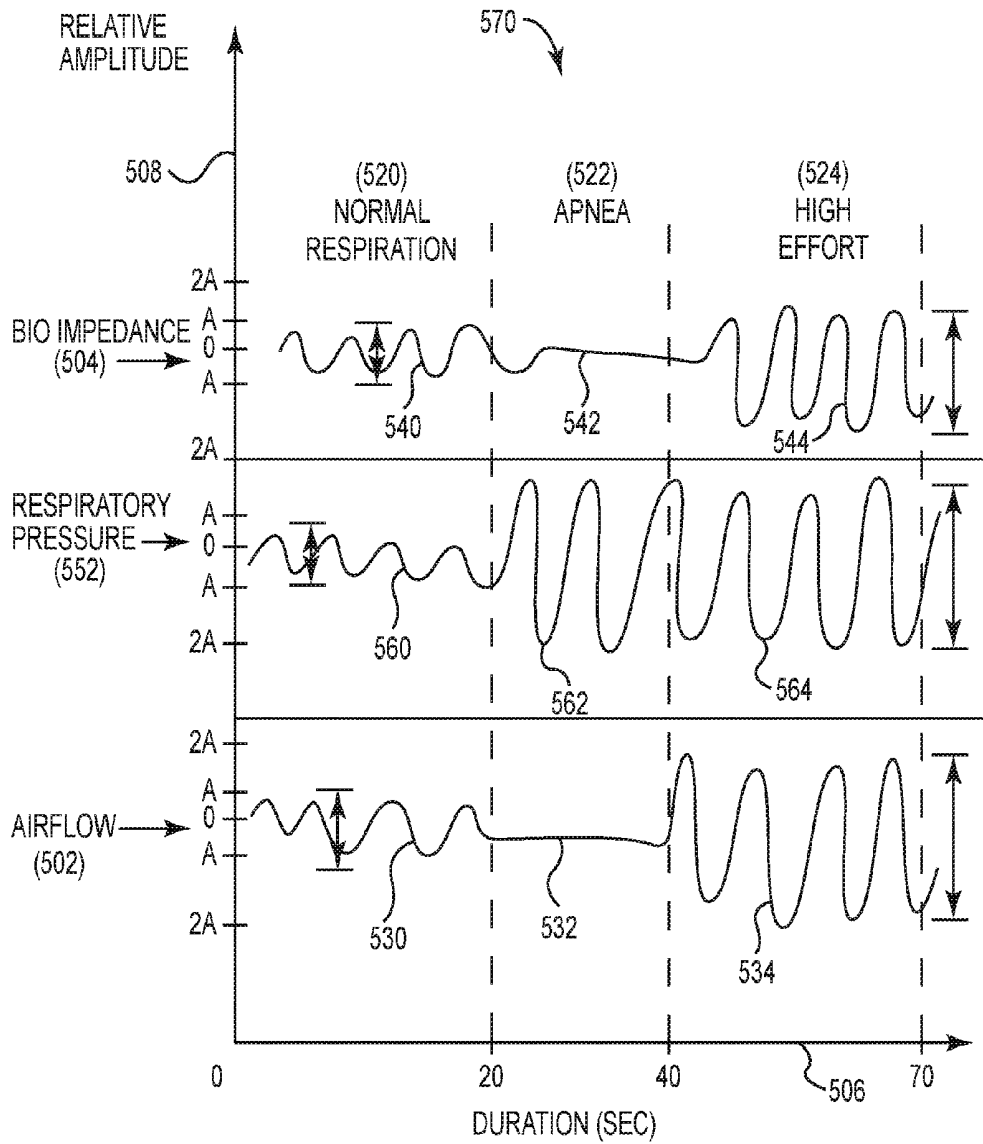 RELATIVE
AMPLITUDE
570
508
(520)
NORMAL
RESPIRATION
(522)
APNEA
(524)
HIGH
EFFORT
2A
A
0
A
2A
BIO IMPEDANCE
(504)
540
542
544
RESPIRATORY
PRESSURE
(552)
A
0
A
2A
560
562
564
2A
A
0
A
2A
AIRFLOW
(502)
530
532
534
0
20
40
70
506
DURATION (SEC)